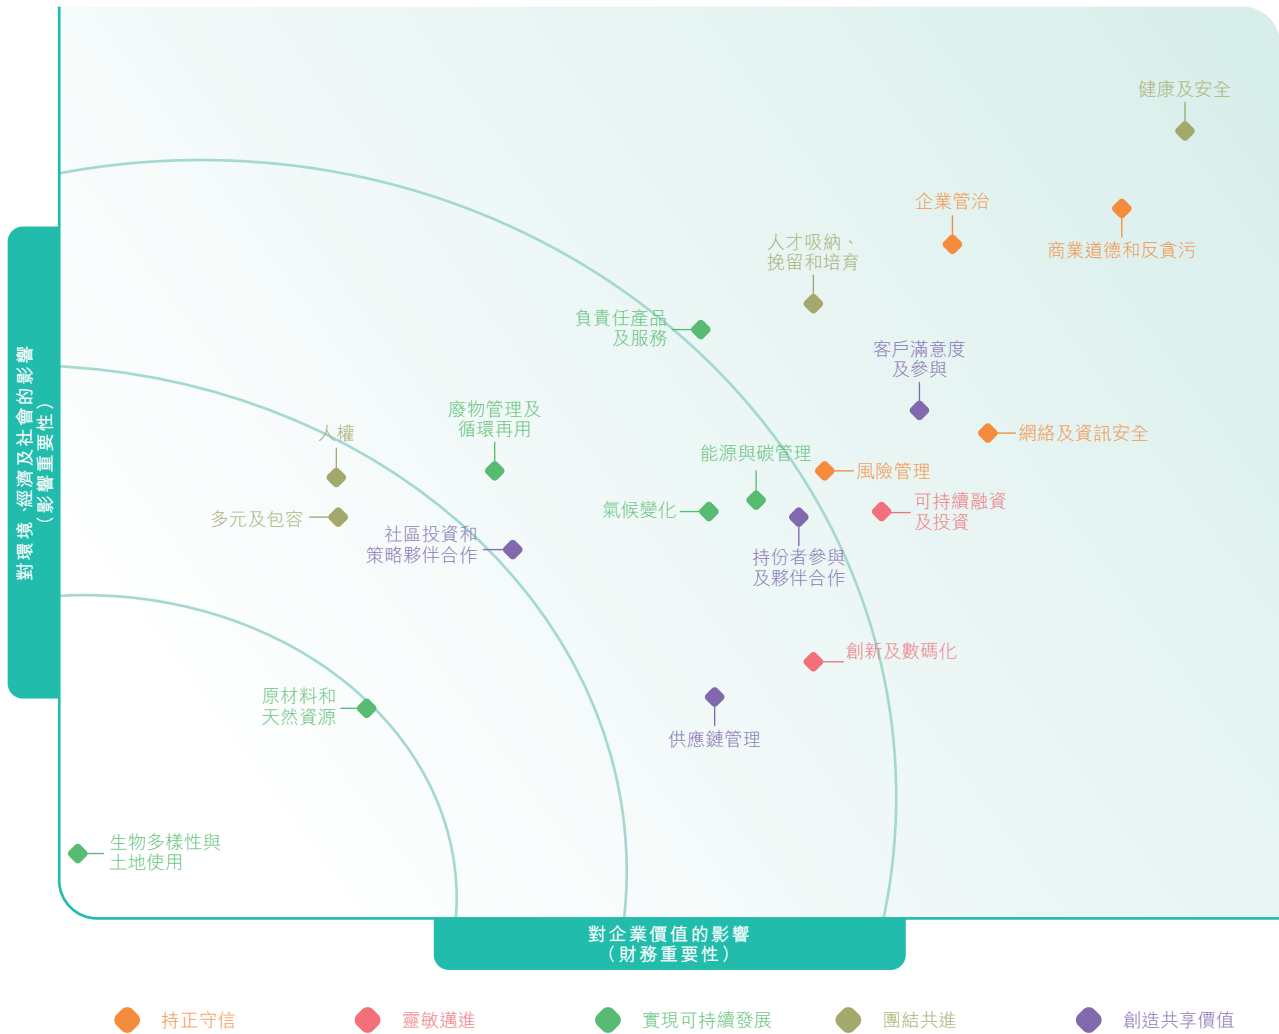 健康及安全
企業管治
商業道德和反貪污
人才吸納、
挽留和培育
負責任產品
及服務
客戶滿意度
及參與
廢物管理及
循環再用
人權
網絡及資訊安全
能源與碳管理
風險管理
氣候變化
可持續融資
及投資
多元及包容
社區投資和
策略夥伴合作
持份者參與
及夥伴合作
創新及數碼化
原材料和
天然資源
供應鏈管理
生物多樣性與
土地使用
對環境、經濟及社會的影響
（影響重要性）
對企業價值的影響
（財務重要性）
持正守信
靈敏邁進
實現可持續發展
團結共進
創造共享價值